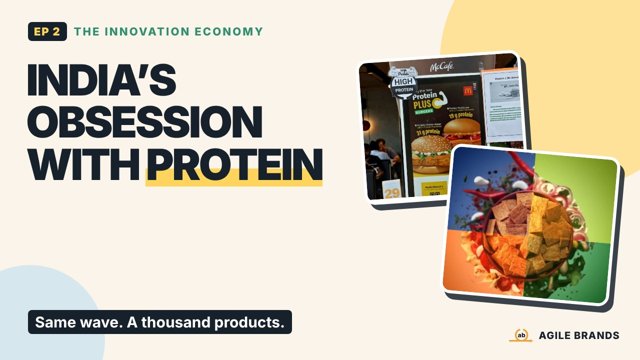 EP 2 THE INNOVATION ECONOMY
INDIA'S
OBSESSION
WITH PROTEIN
McCafé
HIGH
PROTEIN
Protein
PLUS
Same wave. A thousand products.
ab AGILE BRANDS